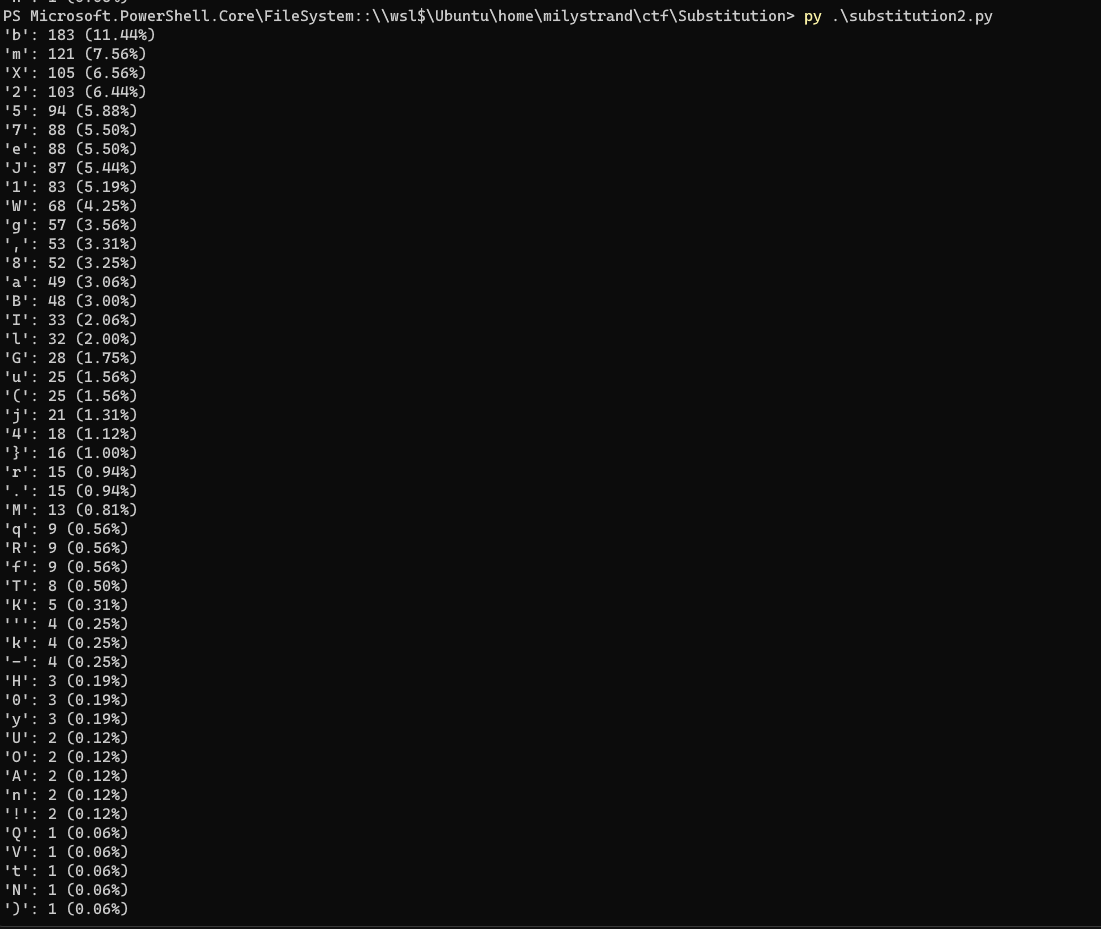 PS Microsoft.PowerShell.Core\FileSystem::\\wsl$\Ubuntu\home\milystrand\ctf\Substitution> py .\substitution2.py
'b': 183 (11.44%)
'm': 121 (7.56%)
'X': 105 (6.56%)
'2': 103 (6.44%)
'5': 94 (5.88%)
'7': 88 (5.50%)
'e': 88 (5.50%)
'J': 87 (5.44%)
'1': 83 (5.19%)
'W': 68 (4.25%)
'g': 57 (3.56%)
',': 53 (3.31%)
'8': 52 (3.25%)
'a': 49 (3.06%)
'B': 48 (3.00%)
'I': 33 (2.06%)
'l': 32 (2.00%)
'G': 28 (1.75%)
'u': 25 (1.56%)
'(': 25 (1.56%)
'j': 21 (1.31%)
'4': 18 (1.12%)
'}': 16 (1.00%)
'r': 15 (0.94%)
'.': 15 (0.94%)
'M': 13 (0.81%)
'q': 9 (0.56%)
'R': 9 (0.56%)
'f': 9 (0.56%)
'T': 8 (0.50%)
'K': 5 (0.31%)
''': 4 (0.25%)
'k': 4 (0.25%)
'-': 4 (0.25%)
'H': 3 (0.19%)
'0': 3 (0.19%)
'y': 3 (0.19%)
'U': 2 (0.12%)
'O': 2 (0.12%)
'A': 2 (0.12%)
'n': 2 (0.12%)
'!': 2 (0.12%)
'Q': 1 (0.06%)
'V': 1 (0.06%)
't': 1 (0.06%)
'N': 1 (0.06%)
')': 1 (0.06%)